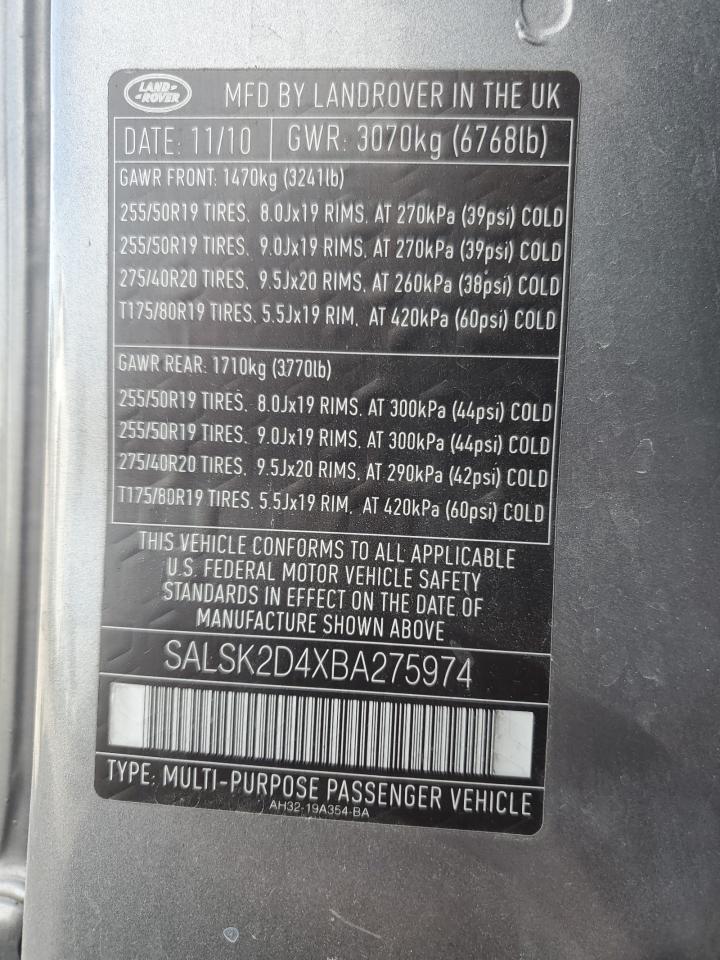 LAND-ROVER
MFD BY LANDROVER IN THE UK
DATE: 11/10 GWR: 3070kg (6768lb)
GAWR FRONT: 1470kg (3241lb)
255/50R19 TIRES, 8.0Jx19 RIMS, AT 270kPa (39psi) COLD
255/50R19 TIRES, 9.0Jx19 RIMS, AT 270kPa (39psi) COLD
275/40R20 TIRES, 9.5Jx20 RIMS, AT 260kPa (38psi) COLD
T175/80R19 TIRES, 5.5Jx19 RIM, AT 420kPa (60psi) COLD
GAWR REAR: 1710kg (3770lb)
255/50R19 TIRES, 8.0Jx19 RIMS, AT 300kPa (44psi) COLD
255/50R19 TIRES, 9.0Jx19 RIMS, AT 300kPa (44psi) COLD
275/40R20 TIRES, 9.5Jx20 RIMS, AT 290kPa (42psi) COLD
T175/80R19 TIRES, 5.5Jx19 RIM, AT 420kPa (60psi) COLD
THIS VEHICLE CONFORMS TO ALL APPLICABLE
U.S. FEDERAL MOTOR VEHICLE SAFETY
STANDARDS IN EFFECT ON THE DATE OF
MANUFACTURE SHOWN ABOVE
SALSK2D4XBA275974
TYPE: MULTI-PURPOSE PASSENGER VEHICLE
AH32-19A354-BA